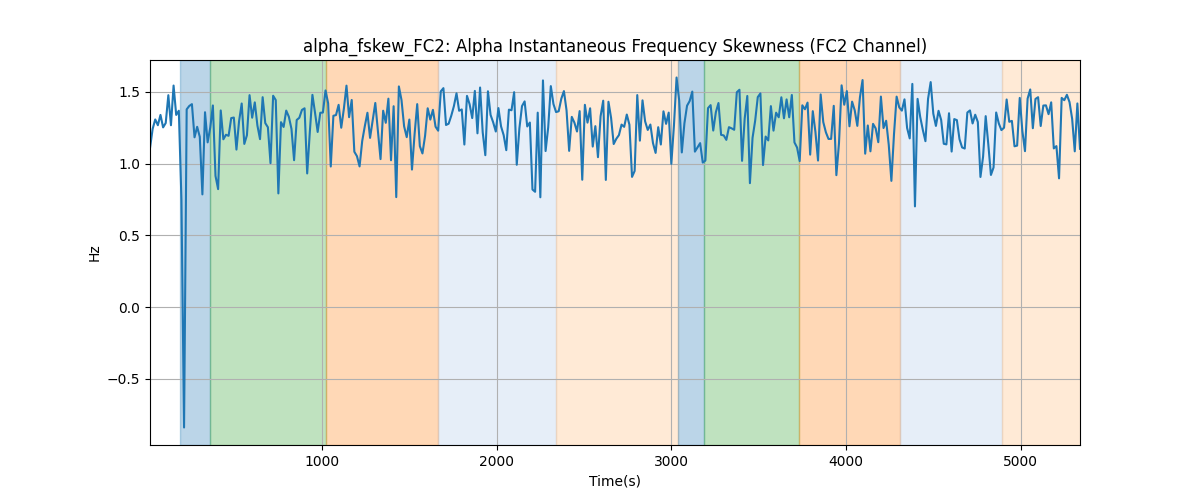 alpha_fskew_FC2: Alpha Instantaneous Frequency Skewness (FC2 Channel)
Hz
1.5
1.0
0.5
0.0
−0.5
1000 2000 3000 4000 5000
Time(s)